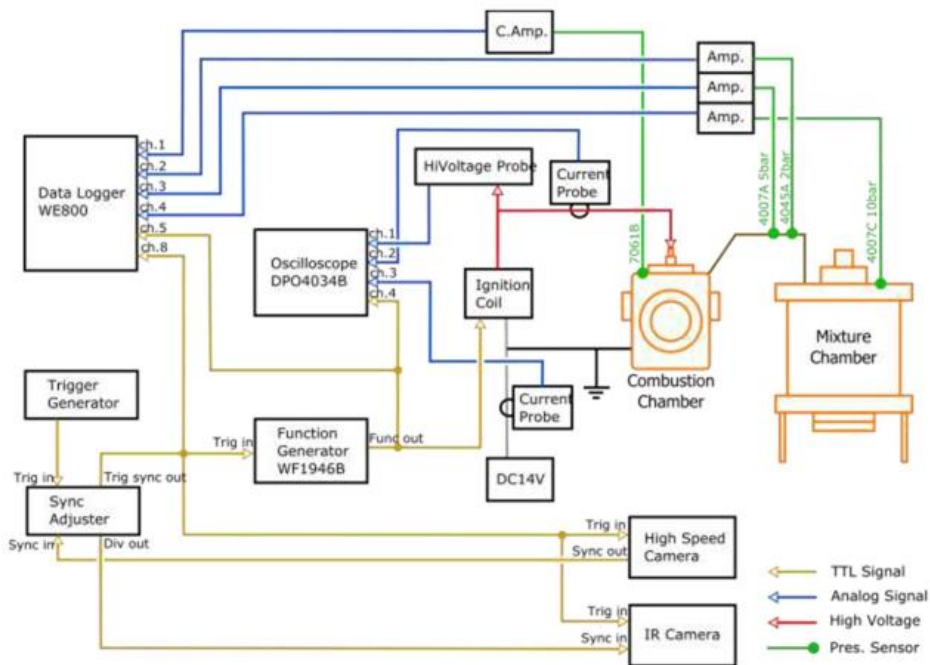 C.Amp.
Amp.
Amp.
Amp.
Data Logger
WE800
ch.1
ch.2
ch.3
ch.4
ch.5
ch.8
HiVoltage Probe
Current
Probe
4007A 5bar
4045A 2bar
4007C 10bar
7061B
Oscilloscope
DPO4034B
ch.1
ch.2
ch.3
ch.4
Ignition
Coil
Mixture
Chamber
Combustion
Chamber
Trigger
Generator
Current
Probe
Function
Generator
WF1946B
Trig in
Func out
DC14V
Trig in
Trig sync out
Sync
Adjuster
Sync in
Div out
Trig in
Sync out
High Speed
Camera
Trig in
Sync in
IR Camera
TTL Signal
Analog Signal
High Voltage
Pres. Sensor